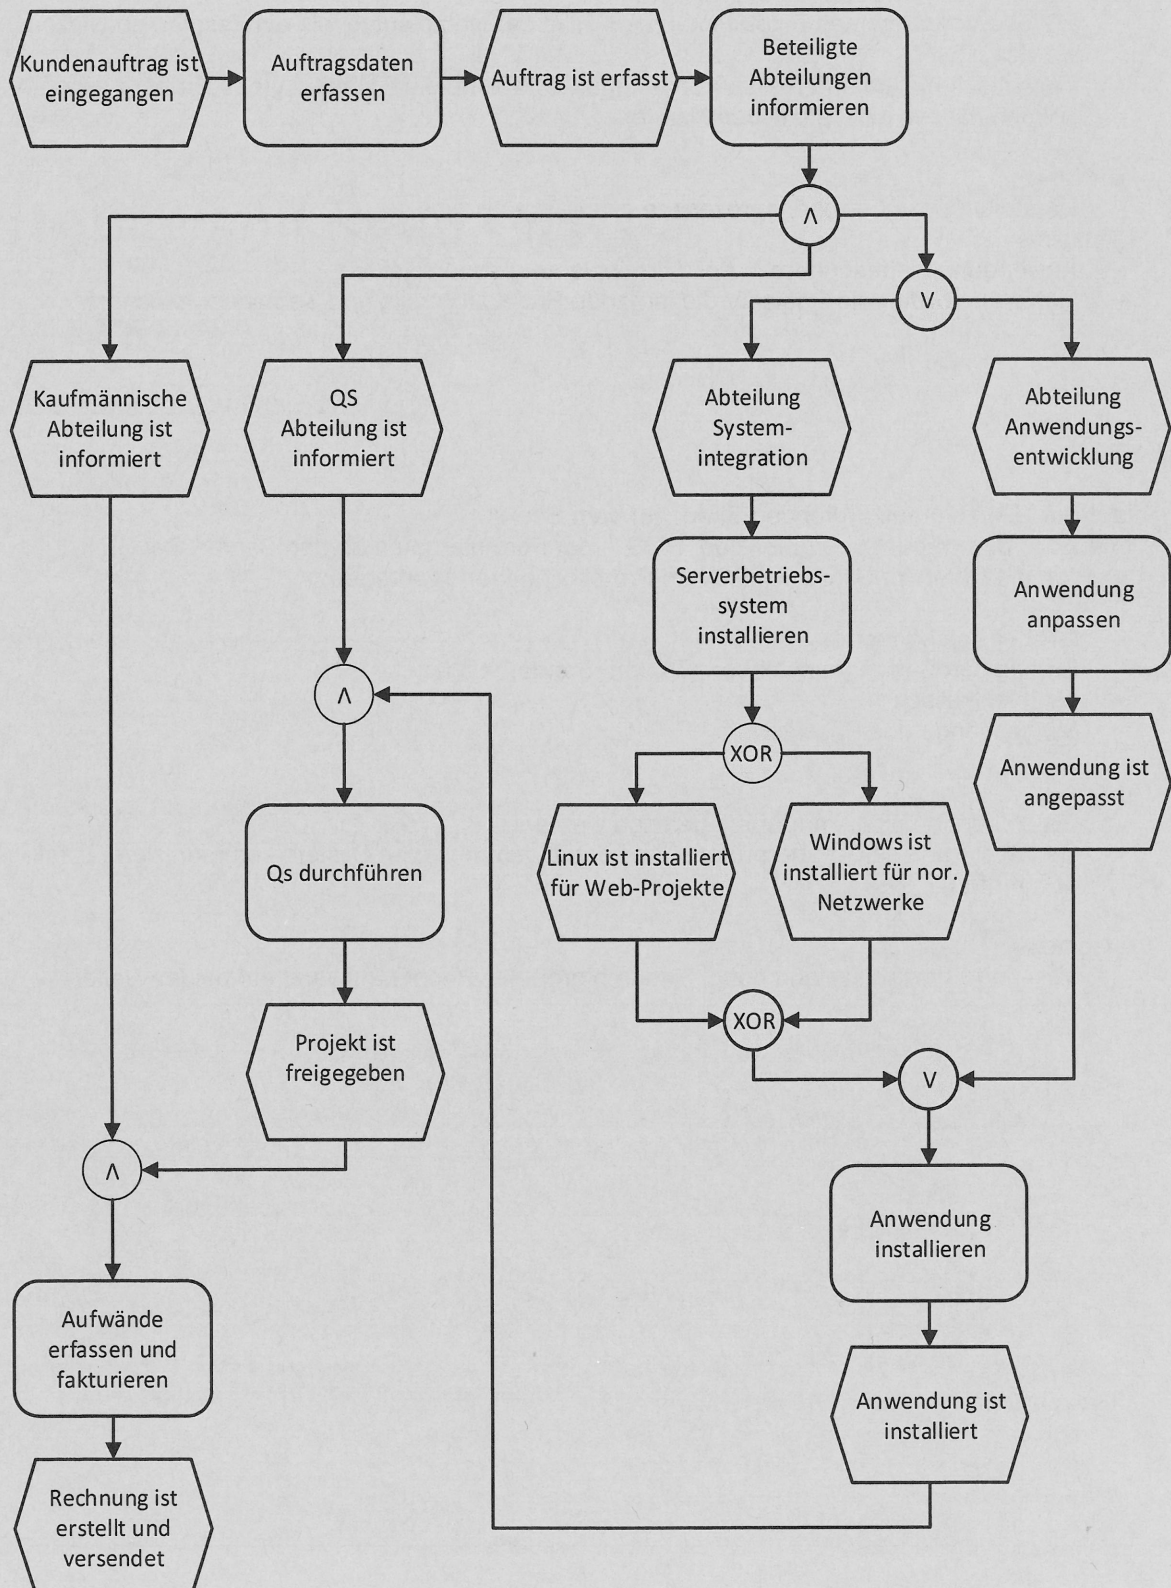 Kundenauftrag ist
eingegangen
Auftragsdaten
erfassen
Auftrag ist erfasst
Beteiligte
Abteilungen
informieren
Λ
V
Kaufmännische
Abteilung ist
informiert
QS
Abteilung ist
informiert
Abteilung
System-
integration
Abteilung
Anwendungs-
entwicklung
Serverbetriebs-
system
installieren
Anwendung
anpassen
Λ
XOR
Anwendung ist
angepasst
Qs durchführen
Linux ist installiert
für Web-Projekte
Windows ist
installiert für nor.
Netzwerke
XOR
Projekt ist
freigegeben
V
Λ
Anwendung
installieren
Aufwände
erfassen und
fakturieren
Anwendung ist
installiert
Rechnung ist
erstellt und
versendet